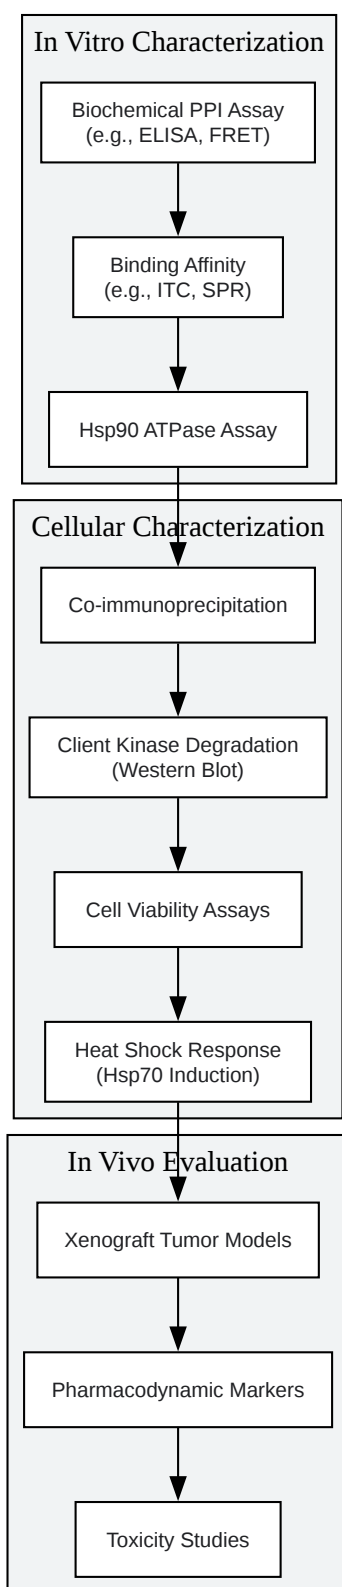 In Vitro Characterization
Biochemical PPI Assay
(e.g., ELISA, FRET)
Binding Affinity
(e.g., ITC, SPR)
Hsp90 ATPase Assay
Cellular Characterization
Co-immunoprecipitation
Client Kinase Degradation
(Western Blot)
Cell Viability Assays
Heat Shock Response
(Hsp70 Induction)
In Vivo Evaluation
Xenograft Tumor Models
Pharmacodynamic Markers
Toxicity Studies